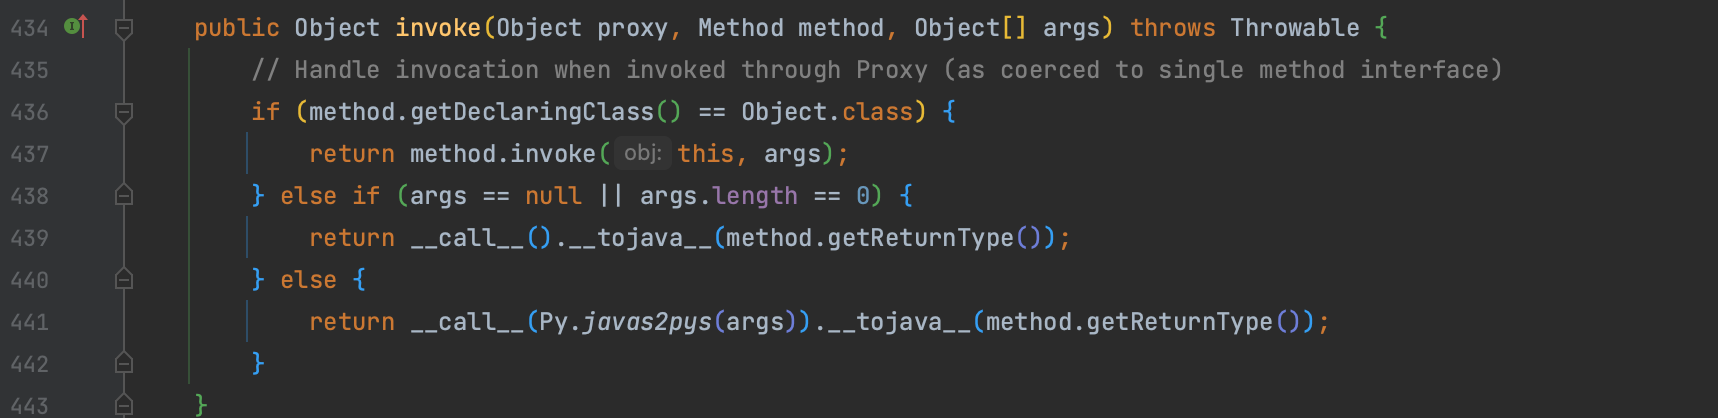 434 public Object invoke(Object proxy, Method method, Object[] args) throws Throwable {
435 // Handle invocation when invoked through Proxy (as coerced to single method interface)
436 if (method.getDeclaringClass() == Object.class) {
437 return method.invoke( obj: this, args);
438 } else if (args == null || args.length == 0) {
439 return __call__().__tojava__(method.getReturnType());
440 } else {
441 return __call__(Py.javas2pys(args)).__tojava__(method.getReturnType());
442 }
443 }